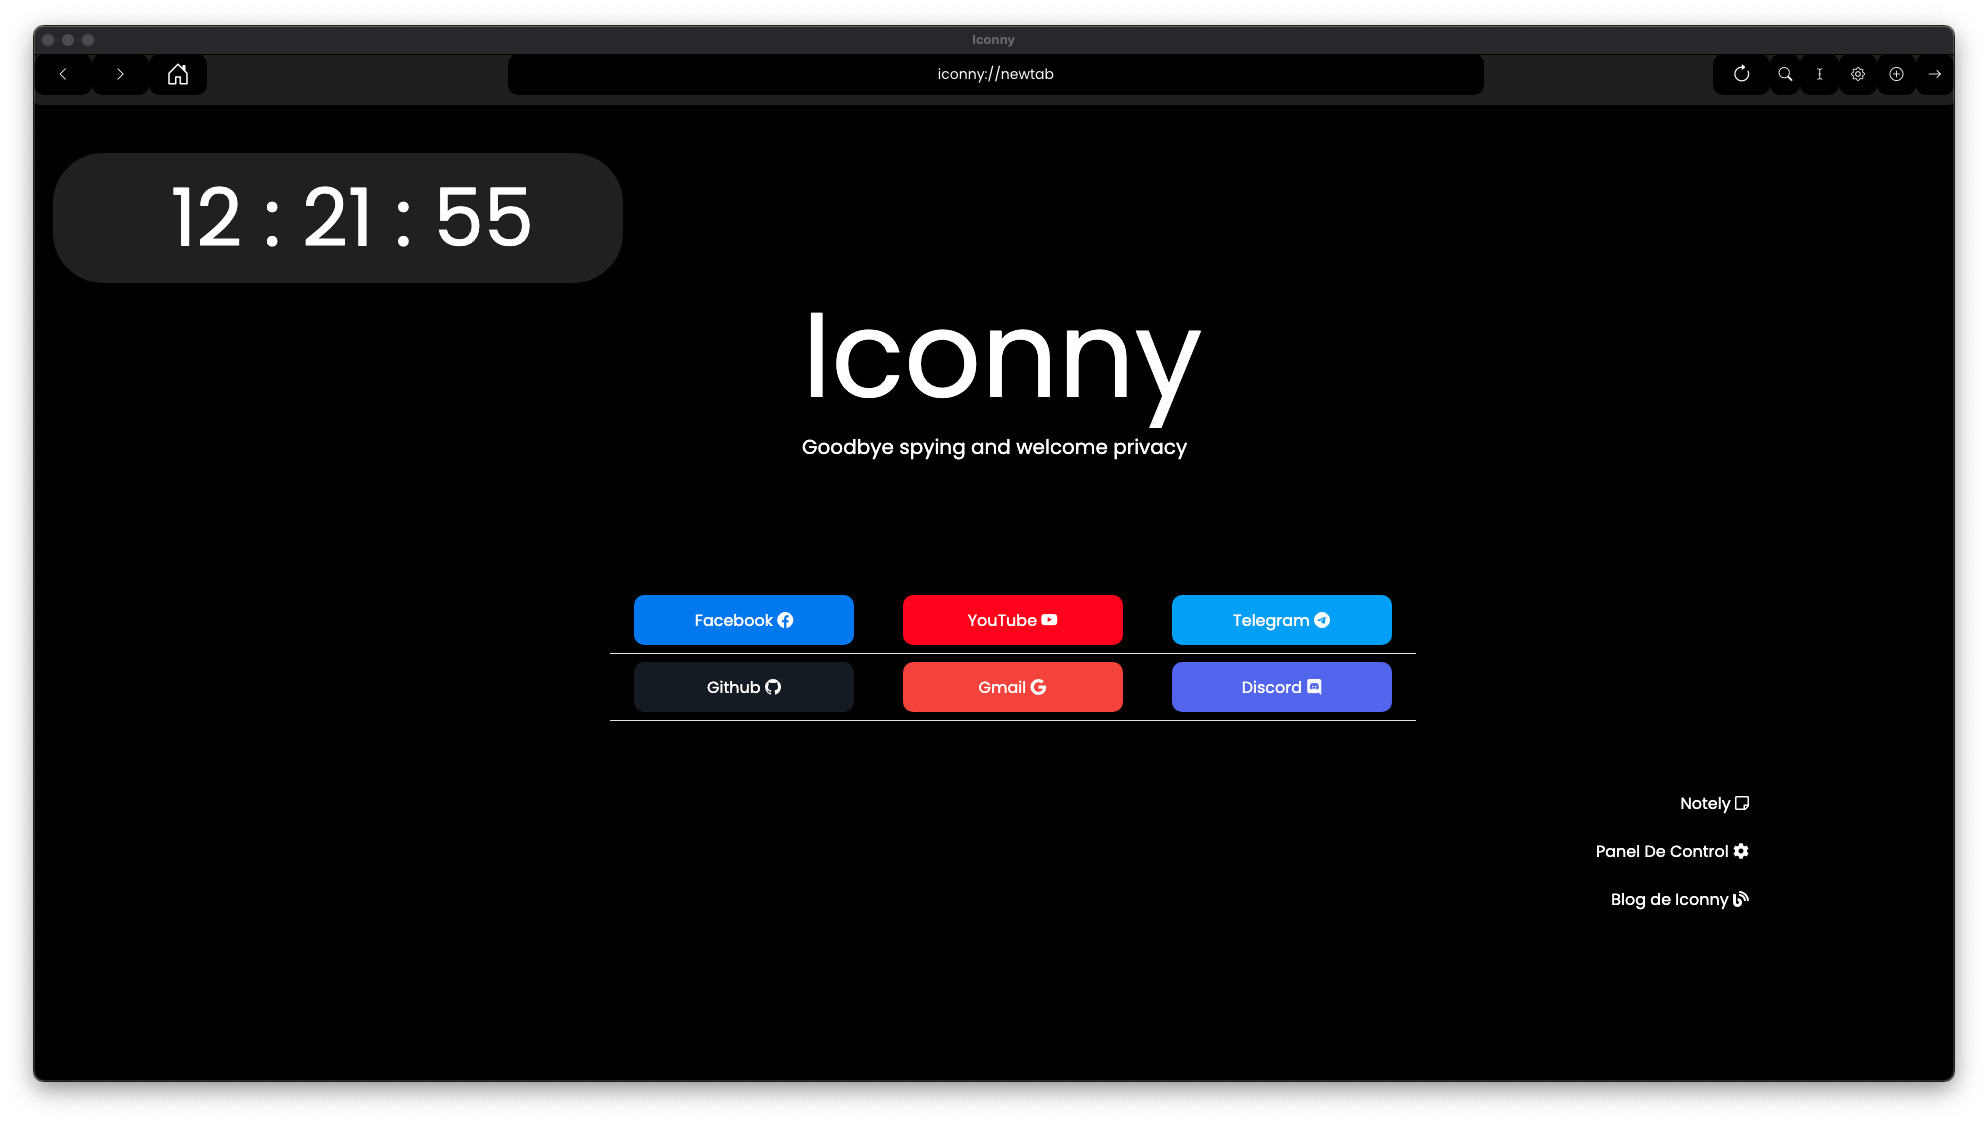 Iconny
iconny://newtab
12 : 21 : 55
Iconny
Goodbye spying and welcome privacy
Facebook
YouTube
Telegram
Github
Gmail
Discord
Notely
Panel De Control
Blog de Iconny